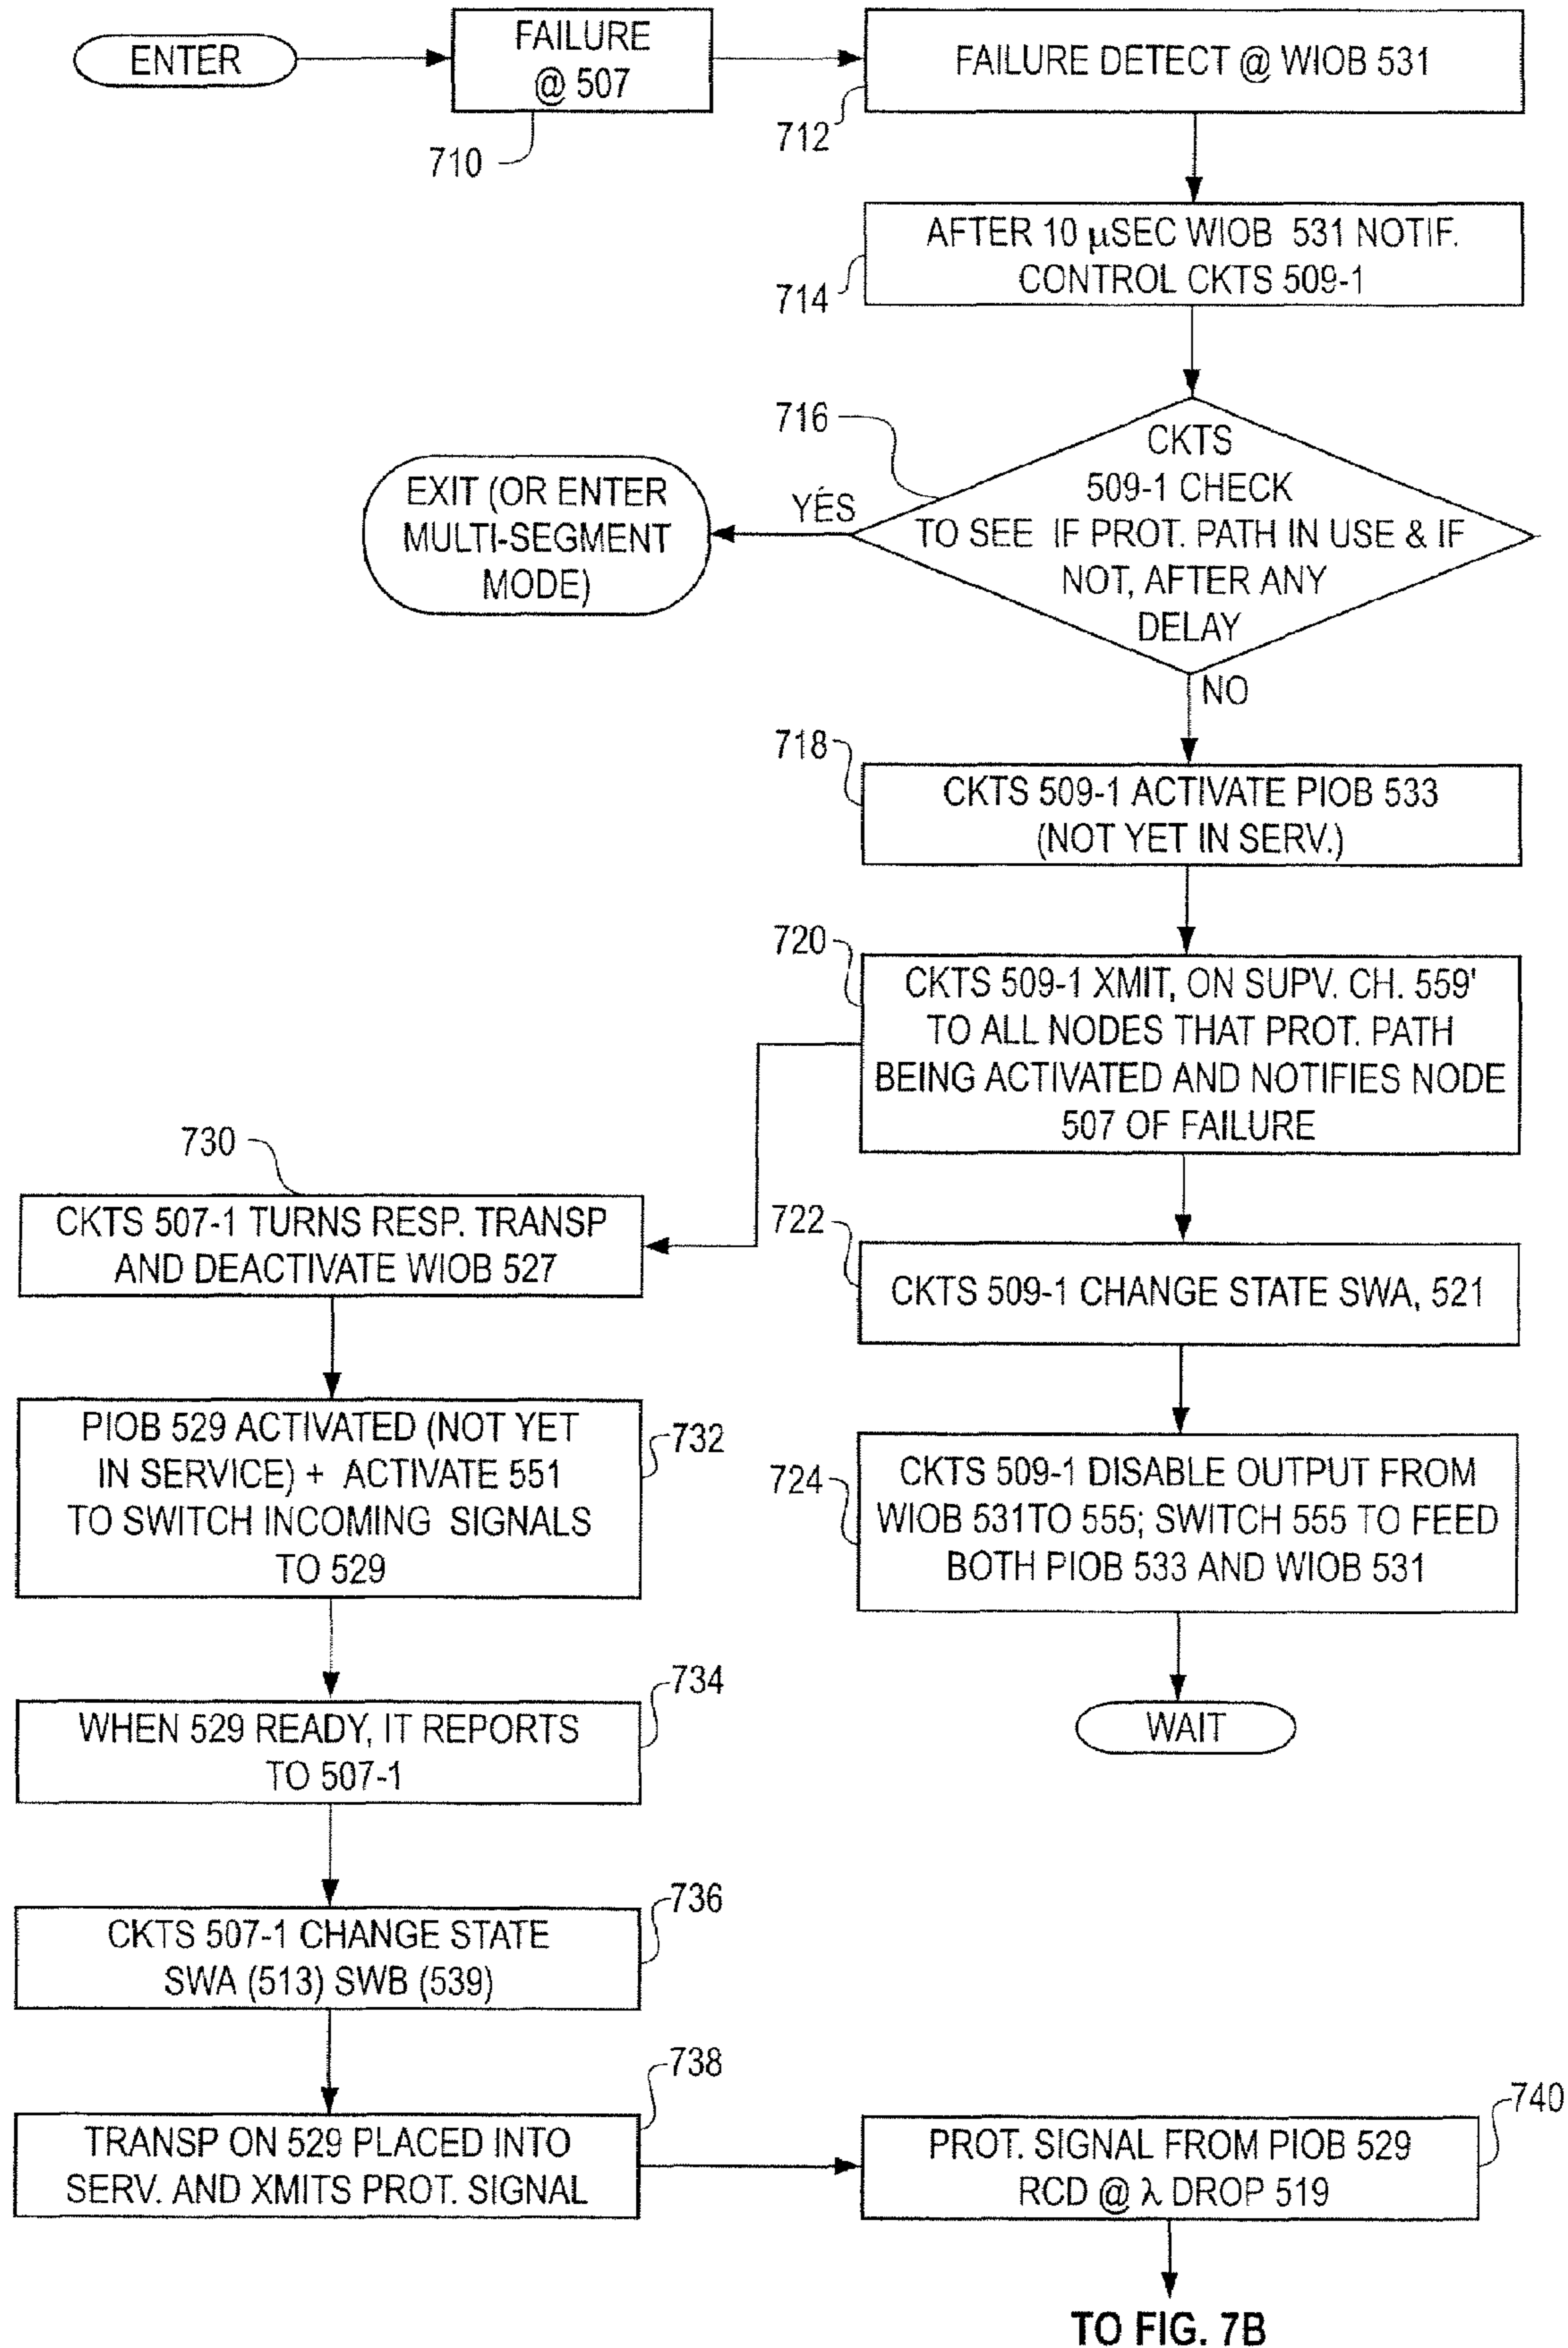 ENTER
FAILURE
@ 507
710
FAILURE DETECT @ WIOB 531
712
AFTER 10 µSEC WIOB 531 NOTIF.
CONTROL CKTS 509-1
714
716
CKTS
509-1 CHECK
TO SEE IF PROT. PATH IN USE & IF
NOT, AFTER ANY
DELAY
YES
EXIT (OR ENTER
MULTI-SEGMENT
MODE)
NO
718
CKTS 509-1 ACTIVATE PIOB 533
(NOT YET IN SERV.)
720
CKTS 509-1 XMIT, ON SUPV. CH. 559'
TO ALL NODES THAT PROT. PATH
BEING ACTIVATED AND NOTIFIES NODE
507 OF FAILURE
722
CKTS 509-1 CHANGE STATE SWA, 521
724
CKTS 509-1 DISABLE OUTPUT FROM
WIOB 531TO 555; SWITCH 555 TO FEED
BOTH PIOB 533 AND WIOB 531
WAIT
730
CKTS 507-1 TURNS RESP. TRANSP
AND DEACTIVATE WIOB 527
PIOB 529 ACTIVATED (NOT YET
IN SERVICE) + ACTIVATE 551
TO SWITCH INCOMING SIGNALS
TO 529
732
WHEN 529 READY, IT REPORTS
TO 507-1
734
CKTS 507-1 CHANGE STATE
SWA (513) SWB (539)
736
TRANSP ON 529 PLACED INTO
SERV. AND XMITS PROT. SIGNAL
738
PROT. SIGNAL FROM PIOB 529
RCD @ λ DROP 519
740
TO FIG. 7B